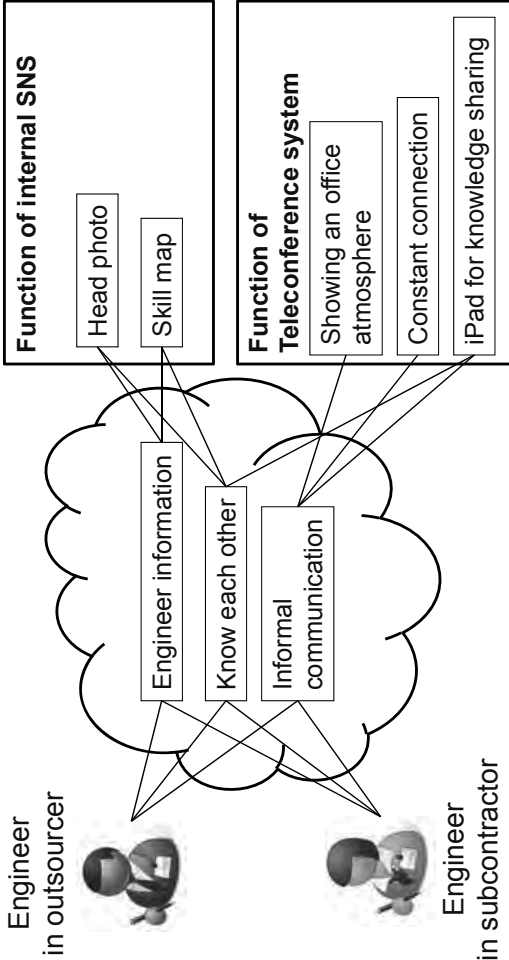 Engineer
in outsourcer
Engineer
in subcontractor
Engineer information
Know each other
Informal
communication
Function of internal SNS
Head photo
Skill map
Function of
Teleconference system
Showing an office
atmosphere
Constant connection
iPad for knowledge sharing